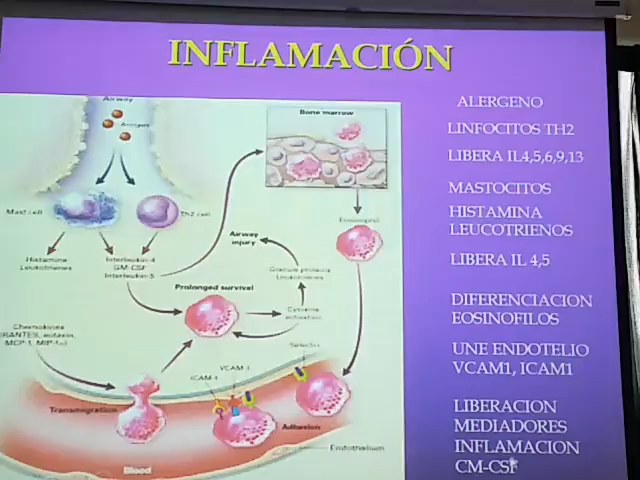 INFLAMACIÓN
Airway
Antigen
Mast cell
Th2 cell
Histamine
Leukotrienes
Interleukin-4
GM-CSF
Interleukin-5
Bone marrow
Eosinophil
Airway
injury
Granule proteins
Leukotrienes
Prolonged survival
Cytokine
activation
Chemokines
(RANTES, eotaxin,
MCP-1, MIP-1α)
Selectin
VCAM-1
ICAM-1
Transmigration
Adhesion
Endothelium
Blood
ALERGENO
LINFOCITOS TH2
LIBERA IL4,5,6,9,13
MASTOCITOS
HISTAMINA
LEUCOTRIENOS
LIBERA IL 4,5
DIFERENCIACION
EOSINOFILOS
UNE ENDOTELIO
VCAM1, ICAM1
LIBERACION
MEDIADORES
INFLAMACION
CM-CSF